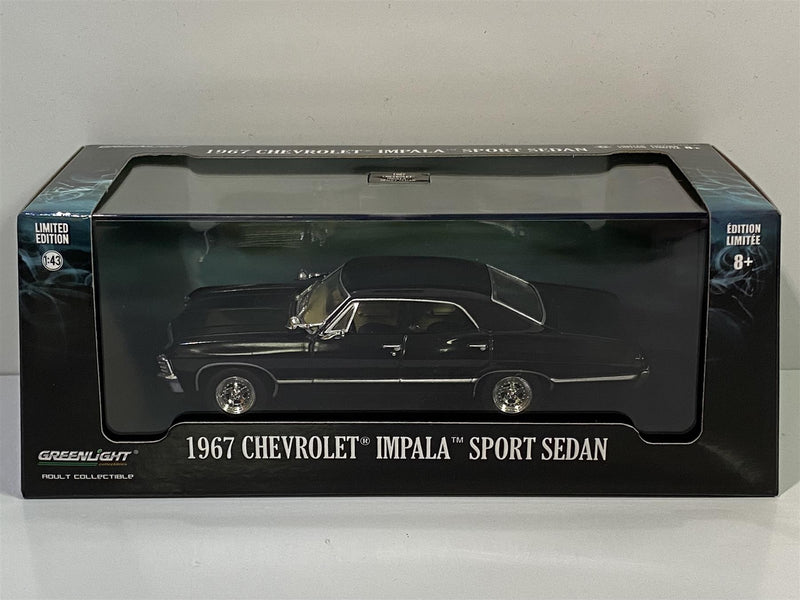 1967 CHEVROLET IMPALA™ SPORT SEDAN
LIMITED
EDITION
1:43
ÉDITION
LIMITÉE
8+
GREENLIGHT
collectibles
ADULT COLLECTIBLE
1967 CHEVROLET® IMPALA™ SPORT SEDAN